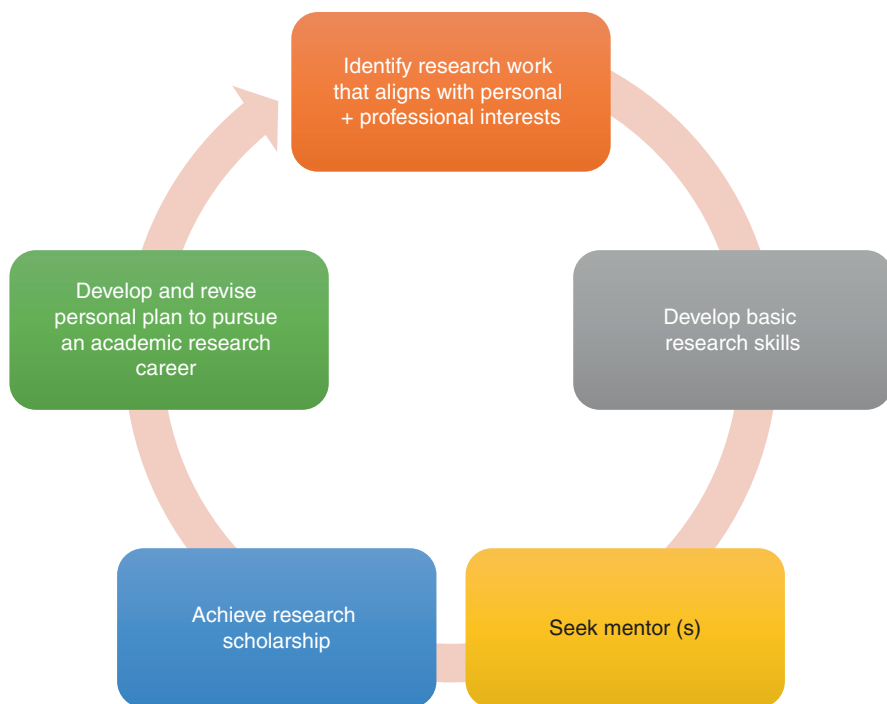 Identify research work
that aligns with personal
+ professional interests
Develop basic
research skills
Seek mentor (s)
Achieve research
scholarship
Develop and revise
personal plan to pursue
an academic research
career